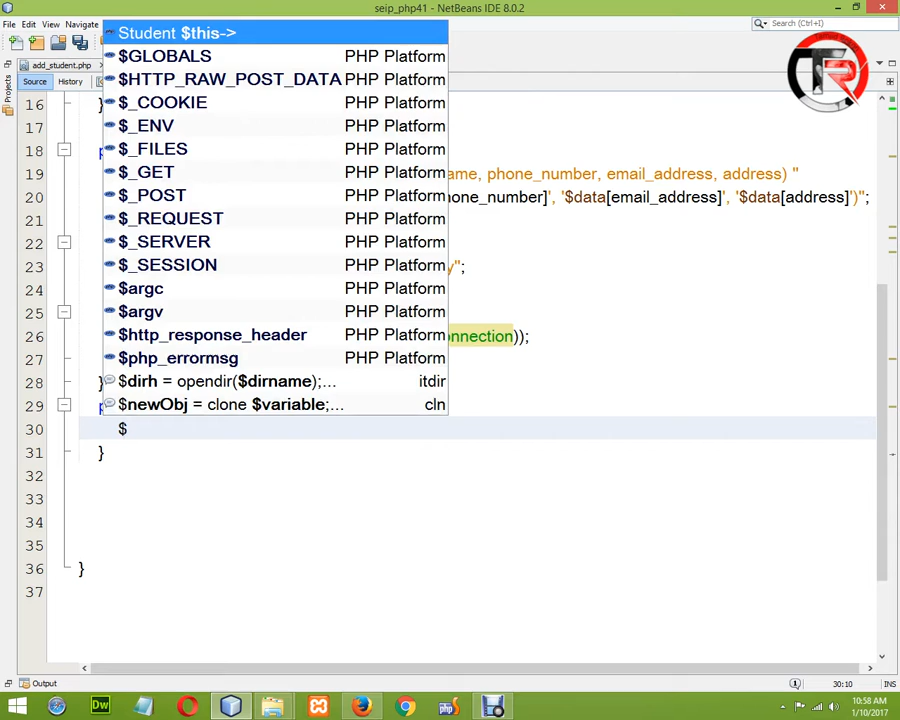 seip_php41 - NetBeans IDE 8.0.2
File Edit View Navigate
Search (Ctrl+I)
add_student.php
Source History
Projects
Student $this->
$GLOBALS PHP Platform
$HTTP_RAW_POST_DATA PHP Platform
$_COOKIE PHP Platform
$_ENV PHP Platform
$_FILES PHP Platform
$_GET PHP Platform
$_POST PHP Platform
$_REQUEST PHP Platform
$_SERVER PHP Platform
$_SESSION PHP Platform
$argc PHP Platform
$argv PHP Platform
$http_response_header PHP Platform
$php_errormsg PHP Platform
$dirh = opendir($dirname);... itdir
$newObj = clone $variable;... cln
16 }
17
18 p
19 ame, phone_number, email_address, address) "
20 hone_number]', '$data[email_address]', '$data[address]')";
21
22
23 y";
24
25
26 nnection));
27
28 }
29 p
30 $
31 }
32
33
34
35
36 }
37
Output
30:10 INS
Dw
php
10:58 AM
1/10/2017